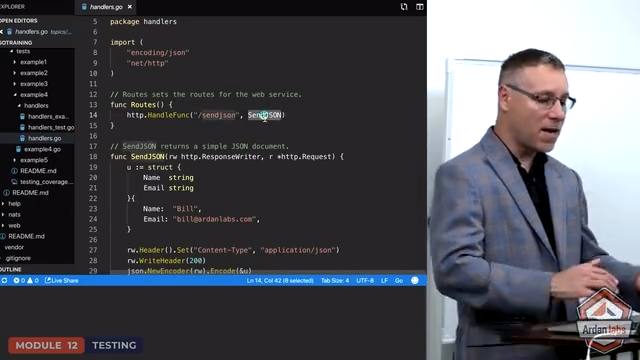 EXPLORER
handlers.go
OPEN EDITORS
handlers.go topics/...
GOTRAINING
tests
example1
example2
example3
example4
handlers
handlers_exa...
handlers_test.go
handlers.go
example4.go
example5
README.md
testing_coverage...
README.md
help
nats
web
README.md
vendor
.gitignore
OUTLINE
5 package handlers
6
7 import (
8 "encoding/json"
9 "net/http"
10 )
11
12 // Routes sets the routes for the web service.
13 func Routes() {
14 http.HandleFunc("/sendjson", SendJSON)
15 }
16
17 // SendJSON returns a simple JSON document.
18 func SendJSON(rw http.ResponseWriter, r *http.Request) {
19 u := struct {
20 Name string
21 Email string
22 }{
23 Name: "Bill",
24 Email: "bill@ardanlabs.com",
25 }
26
27 rw.Header().Set("Content-Type", "application/json")
28 rw.WriteHeader(200)
29 json.NewEncoder(rw).Encode(&u)
0 0 Live Share
Ln 14, Col 42 (8 selected) Tab Size: 4 UTF-8 LF Go
MODULE 12 TESTING
Ardan labs